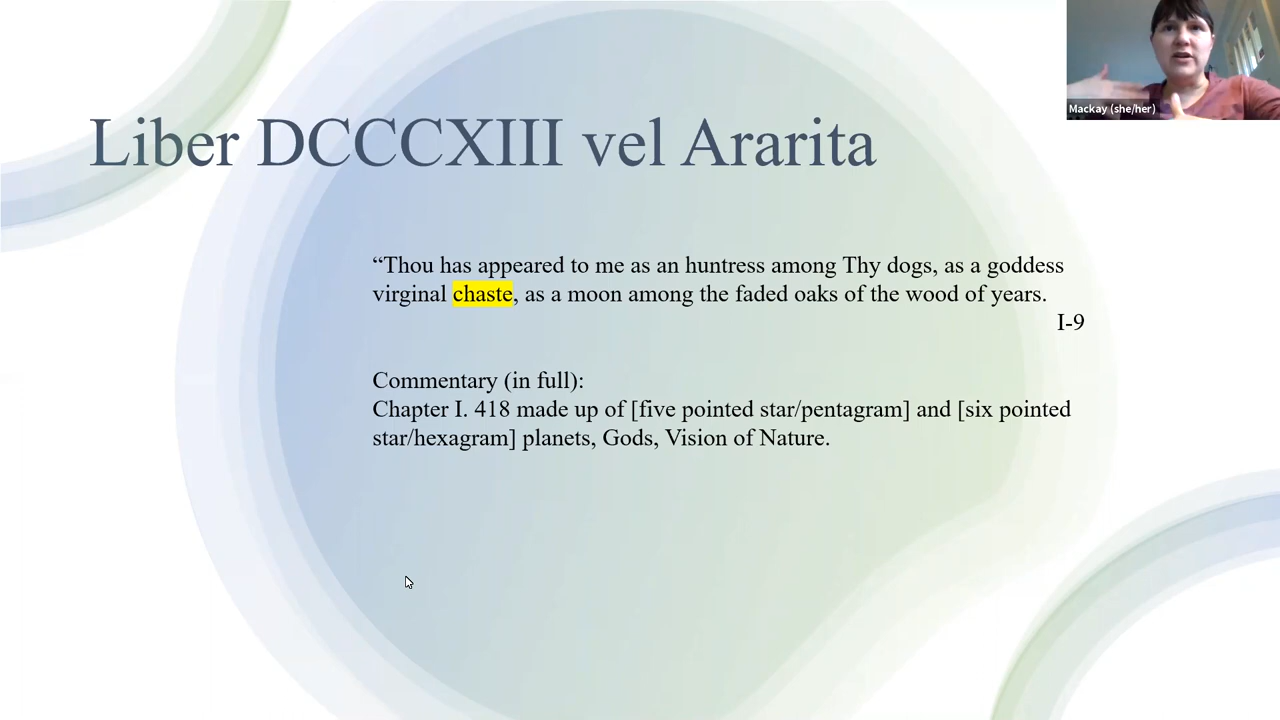 Mackay (she/her)
Liber DCCCXIII vel Ararita
“Thou has appeared to me as an huntress among Thy dogs, as a goddess
virginal chaste, as a moon among the faded oaks of the wood of years.
I-9
Commentary (in full):
Chapter I. 418 made up of [five pointed star/pentagram] and [six pointed
star/hexagram] planets, Gods, Vision of Nature.